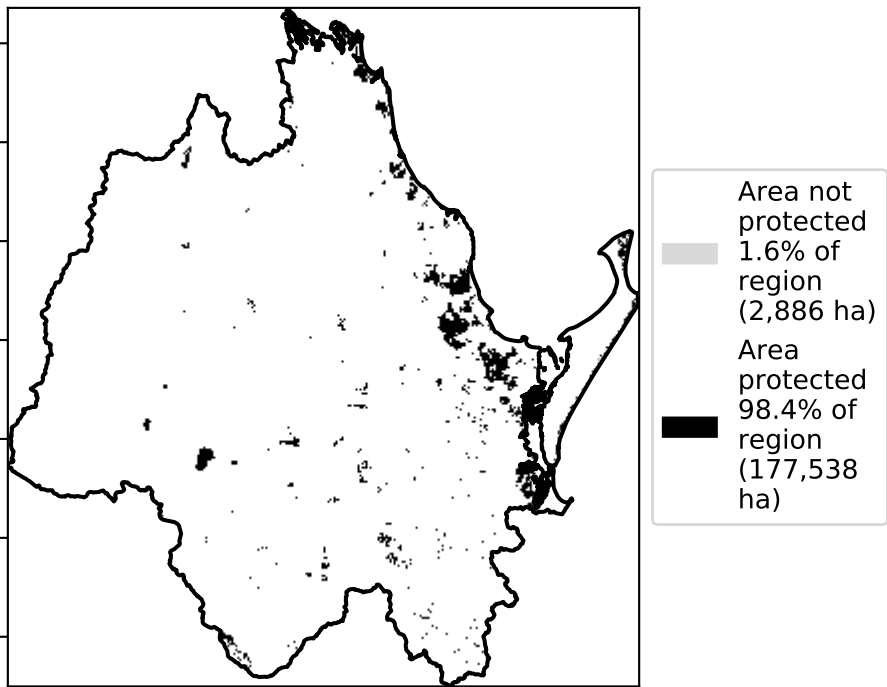 Area not
protected
1.6% of
region
(2,886 ha)
Area
protected
98.4% of
region
(177,538
ha)